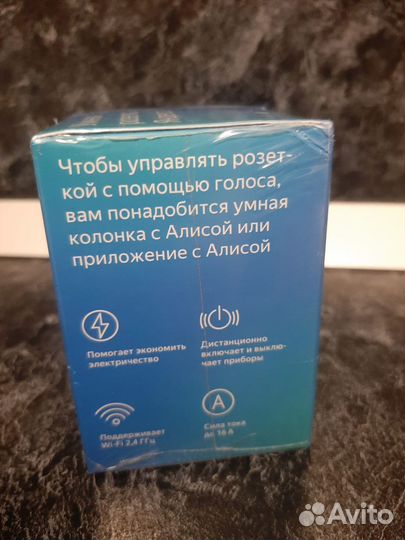 Чтобы управлять розет-
кой с помощью голоса,
вам понадобится умная
колонка с Алисой или
приложение с Алисой
Помогает экономить
электричество
Дистанционно
включает и выклю-
чает приборы
A
Поддерживает
Wi-Fi 2,4 ГГц
Сила тока
до 16 А
Avito